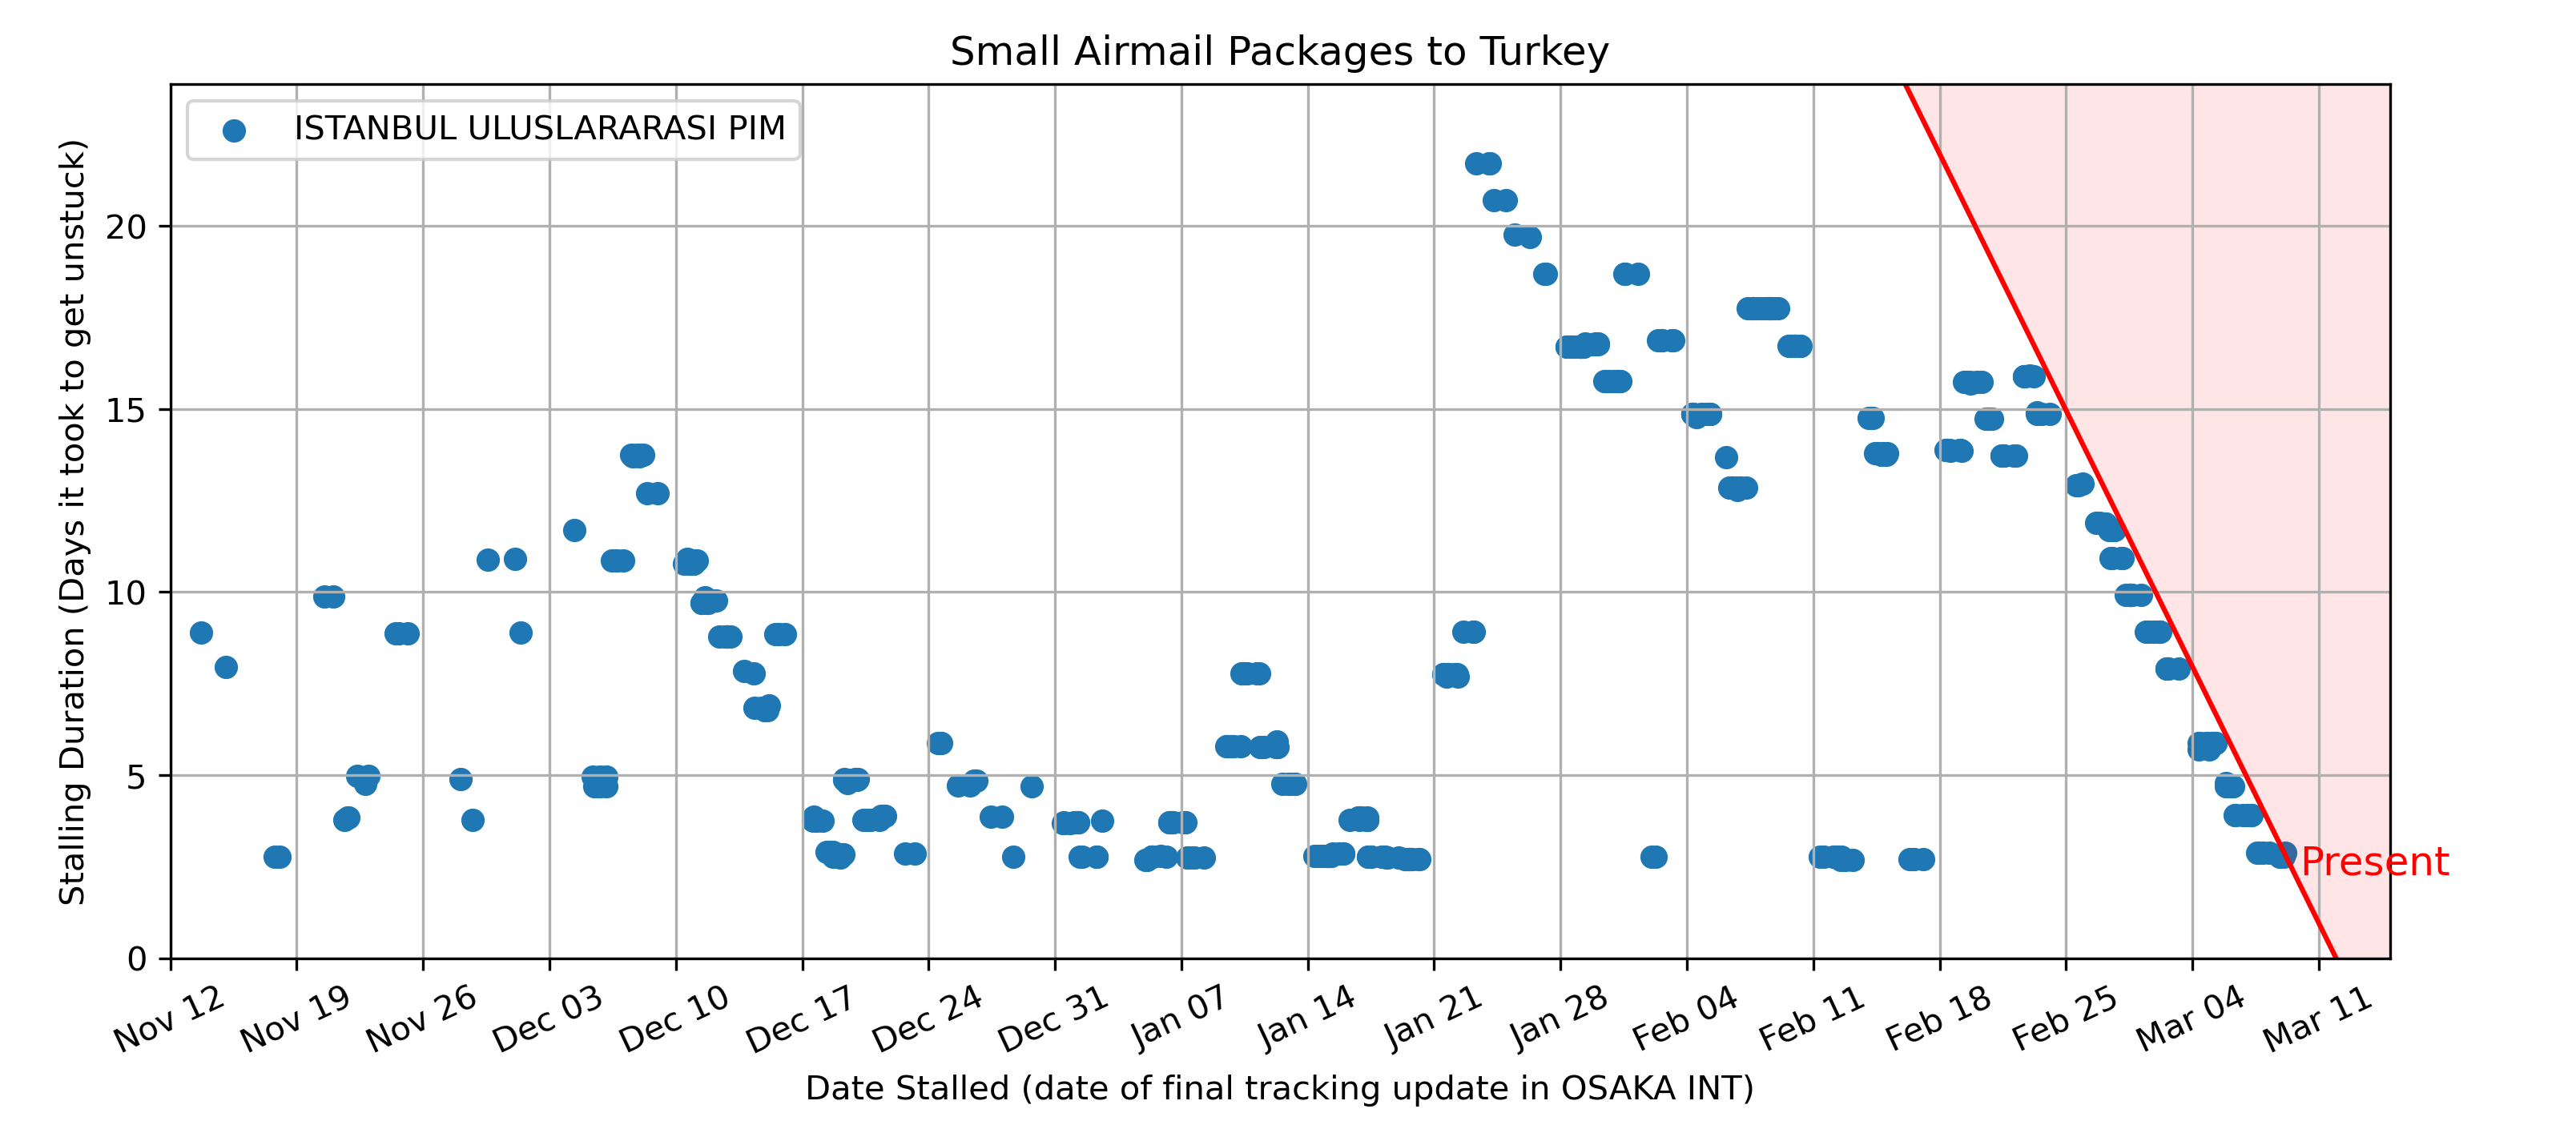 Small Airmail Packages to Turkey
ISTANBUL ULUSLARARASI PIM
Stalling Duration (Days it took to get unstuck)
20
15
10
5
0
Present
Nov 12 Nov 19 Nov 26 Dec 03 Dec 10 Dec 17 Dec 24 Dec 31 Jan 07 Jan 14 Jan 21 Jan 28 Feb 04 Feb 11 Feb 18 Feb 25 Mar 04 Mar 11
Date Stalled (date of final tracking update in OSAKA INT)